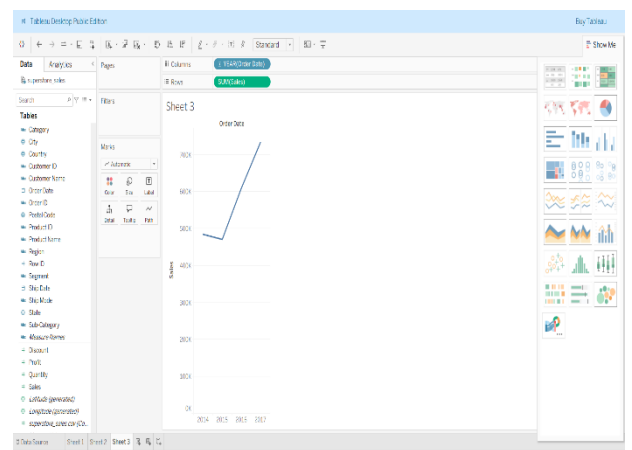 Tableau Desktop Public Edition
Buy Tableau
Standard
Show Me
Data
Analytics
Pages
Columns
YEAR(Order Date)
Rows
SUM(Sales)
superstore_sales
Search
Filters
Sheet 3
Tables
Order Date
Category
City
Country
Customer ID
Customer Name
Order Date
Order ID
Postal Code
Product ID
Product Name
Region
Row ID
Segment
Ship Date
Ship Mode
State
Sub-Category
Measure Names
Discount
Profit
Quantity
Sales
Latitude (generated)
Longitude (generated)
superstore_sales.csv (Co...
Marks
Automatic
Color
Size
Label
Detail
Tooltip
Path
700K
600K
500K
400K
300K
200K
100K
0K
Sales
2014 2015 2016 2017
Data Source
Sheet 1
Sheet 2
Sheet 3